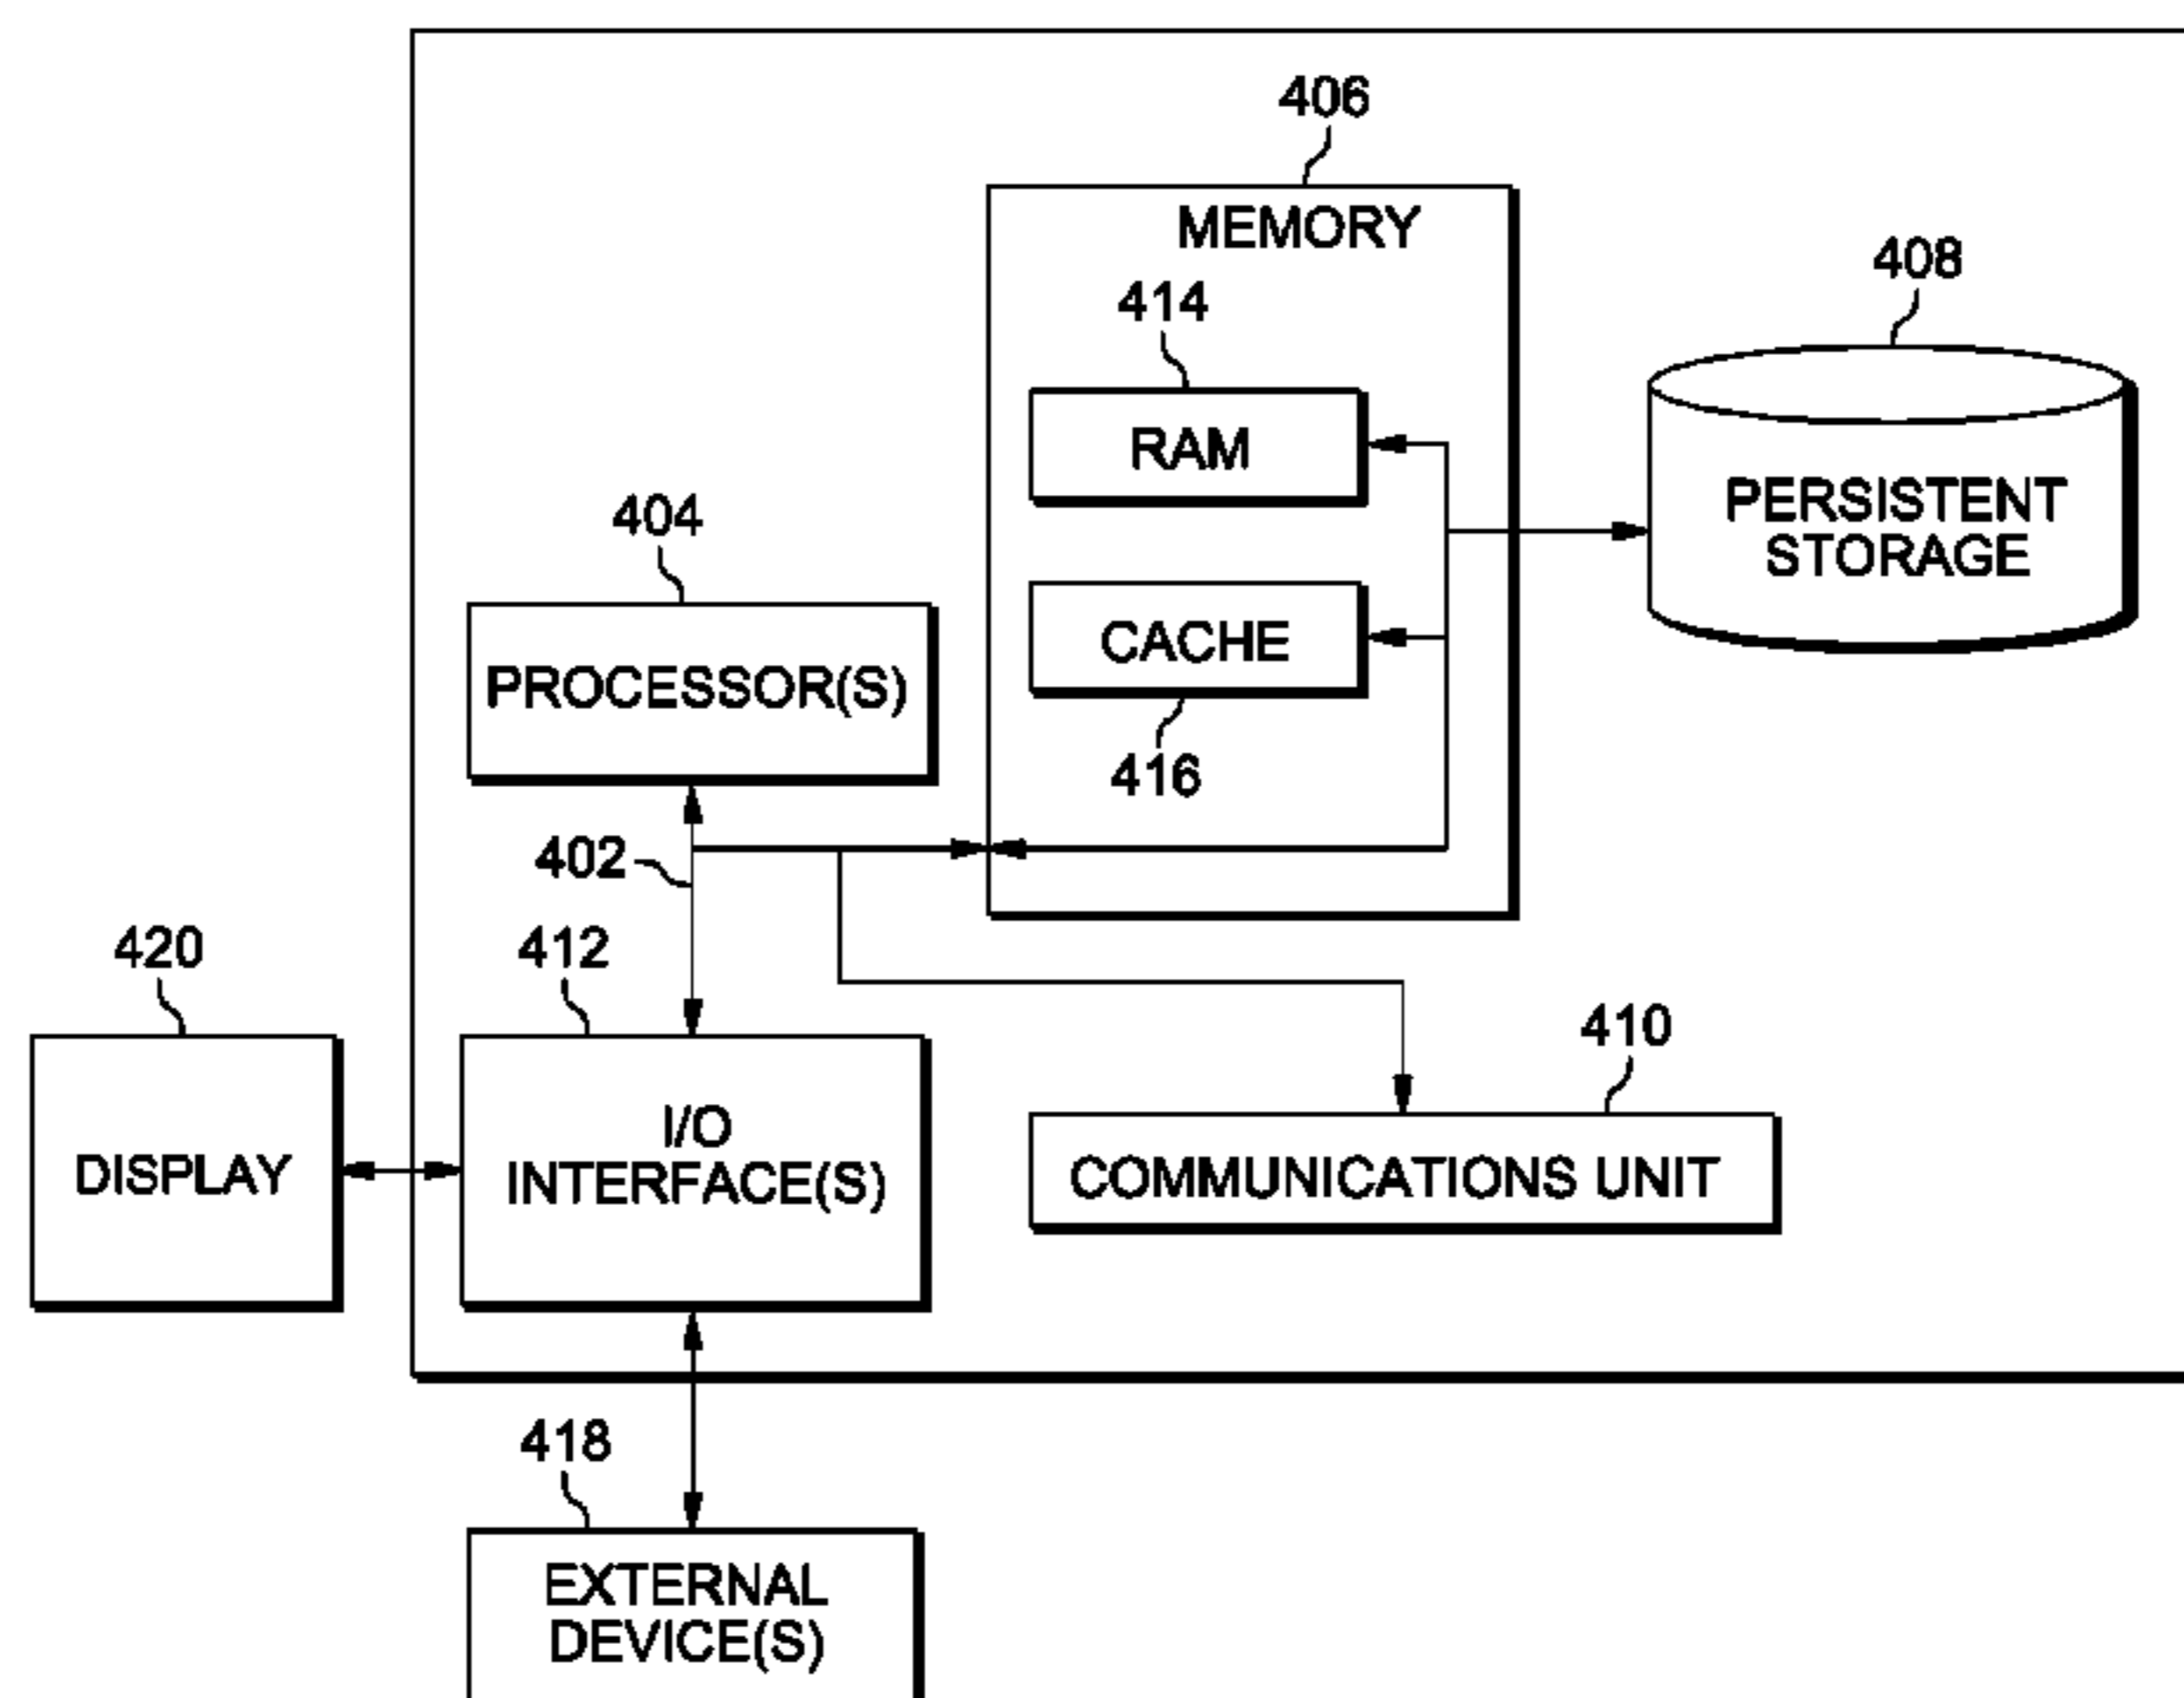 406
MEMORY
408
414
RAM
PERSISTENT
STORAGE
404
PROCESSOR(S)
CACHE
416
402
420
412
410
DISPLAY
I/O
INTERFACE(S)
COMMUNICATIONS UNIT
418
EXTERNAL
DEVICE(S)